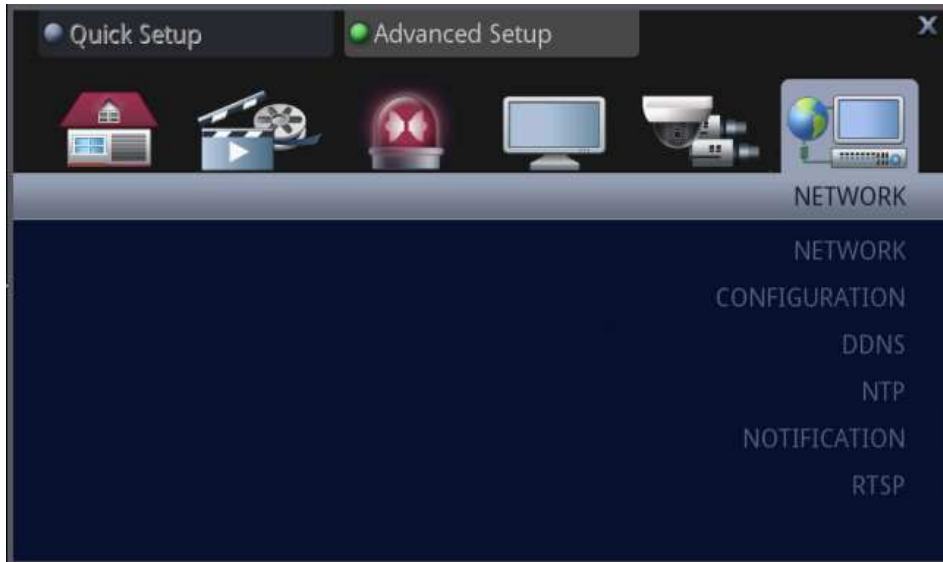 Quick Setup
Advanced Setup
X
NETWORK
NETWORK
CONFIGURATION
DDNS
NTP
NOTIFICATION
RTSP